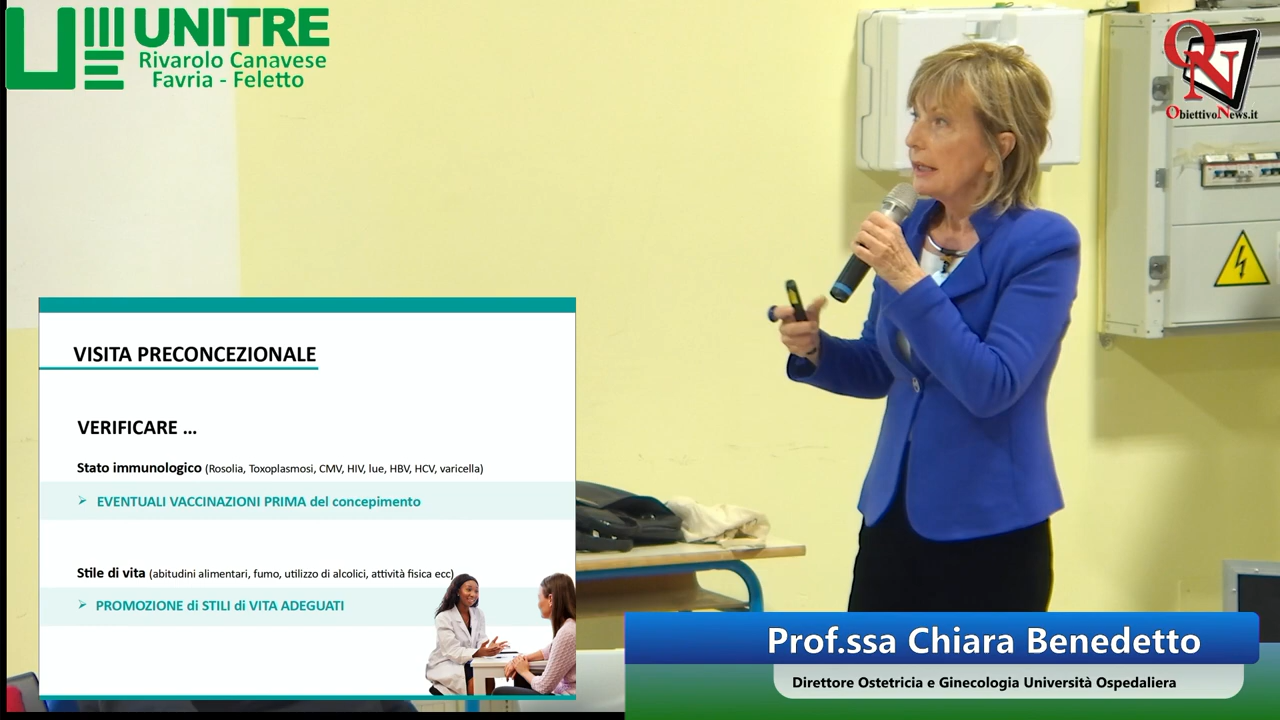 UNITRE
Rivarolo Canavese
Favria - Feletto
ON
ObiettivoNews.it
VISITA PRECONCEZIONALE
VERIFICARE ...
Stato immunologico (Rosolia, Toxoplasmosi, CMV, HIV, lue, HBV, HCV, varicella)
➢ EVENTUALI VACCINAZIONI PRIMA del concepimento
Stile di vita (abitudini alimentari, fumo, utilizzo di alcolici, attività fisica ecc)
➢ PROMOZIONE di STILI di VITA ADEGUATI
Prof.ssa Chiara Benedetto
Direttore Ostetricia e Ginecologia Università Ospedaliera